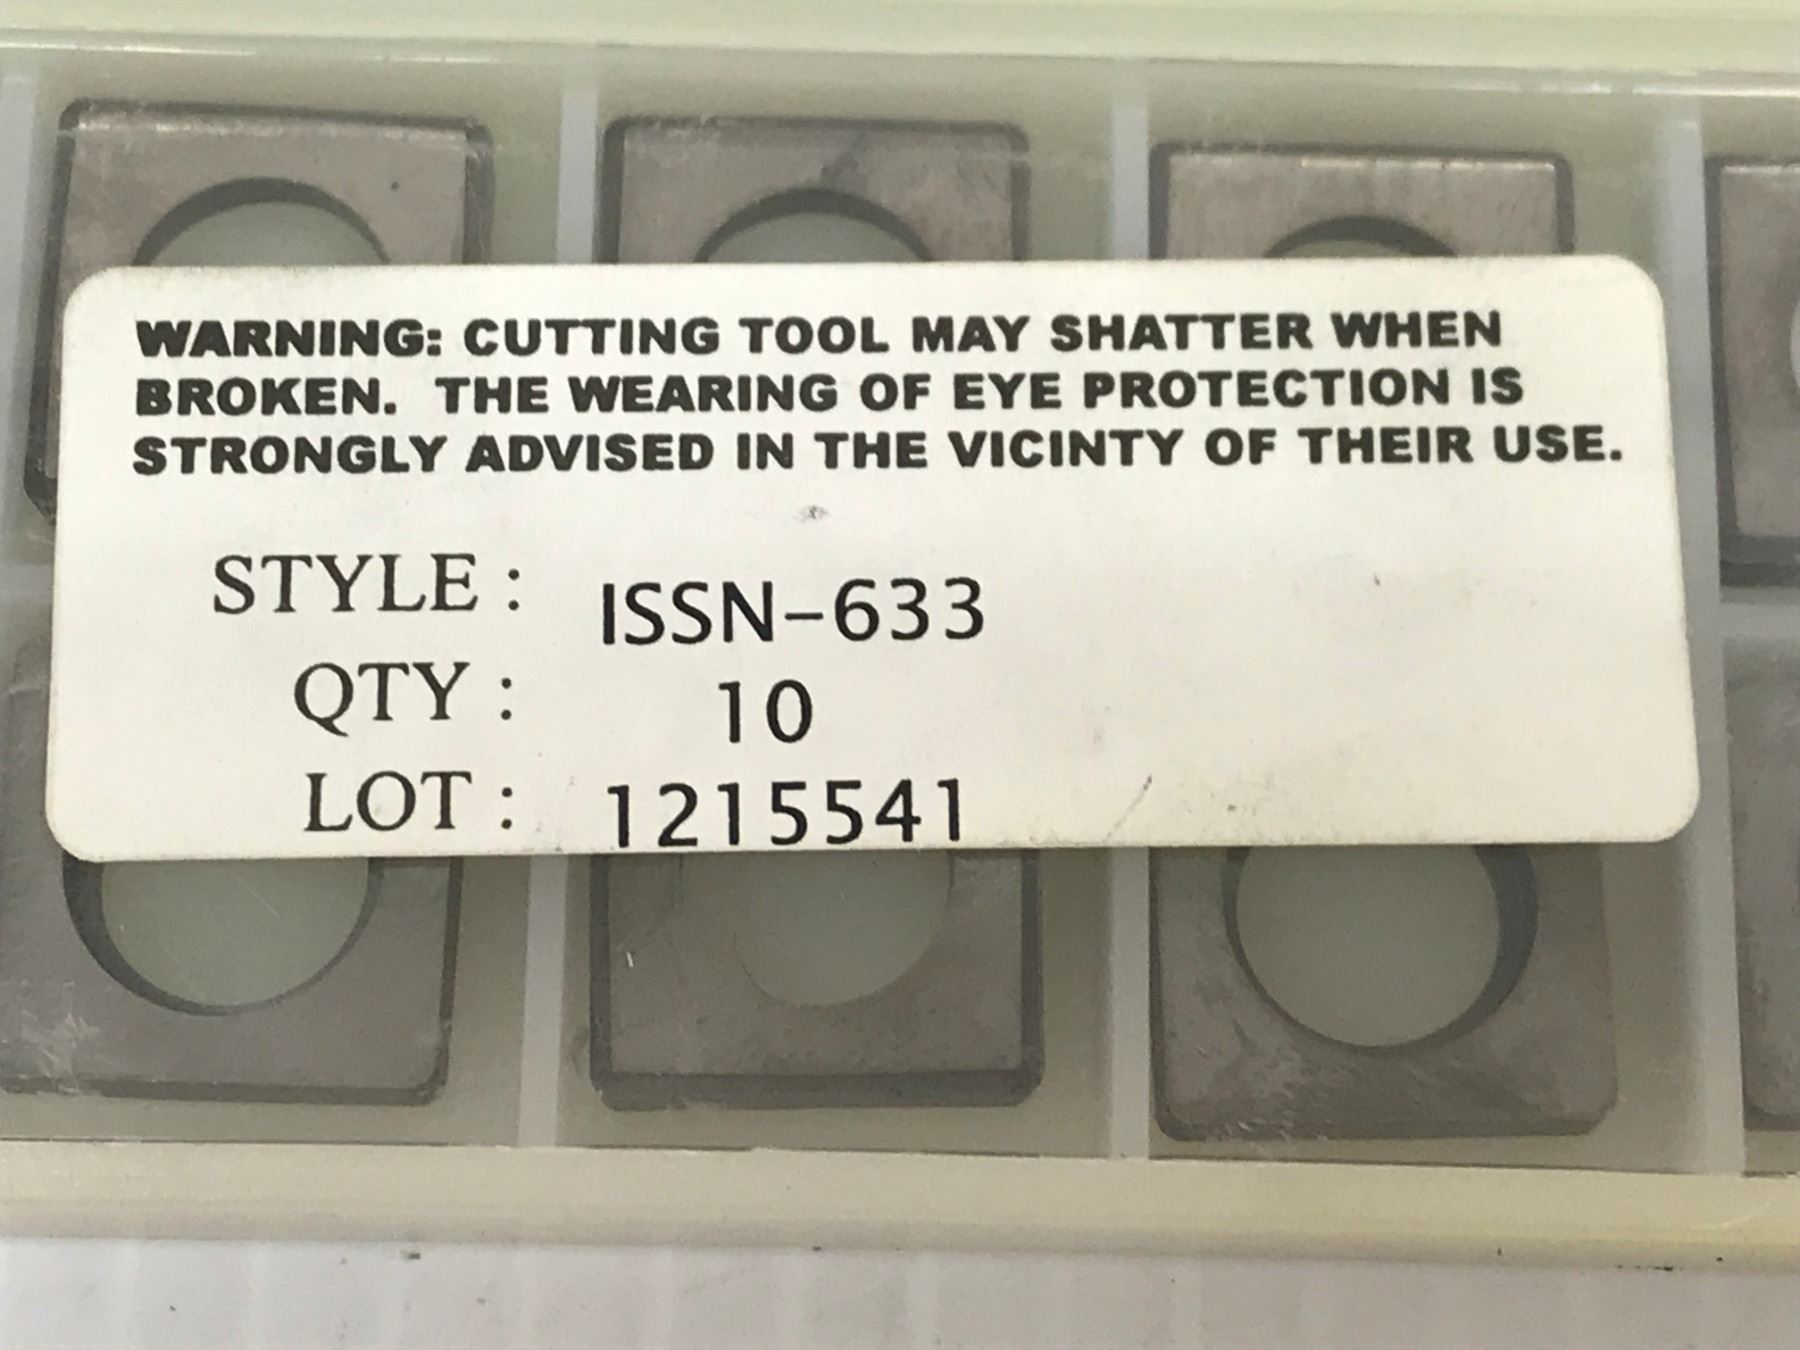 WARNING: CUTTING TOOL MAY SHATTER WHEN
BROKEN. THE WEARING OF EYE PROTECTION IS
STRONGLY ADVISED IN THE VICINTY OF THEIR USE.
STYLE : ISSN-633
QTY : 10
LOT : 1215541